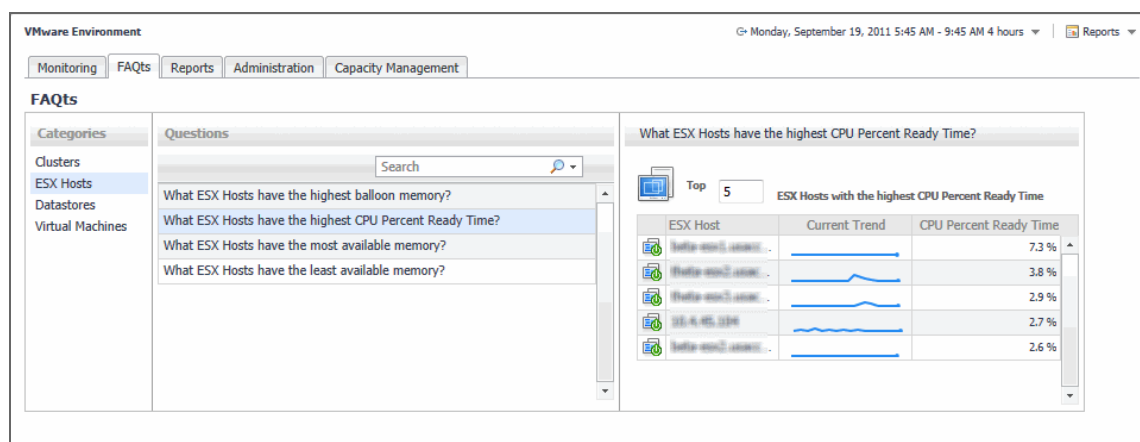 VMware Environment
Monday, September 19, 2011 5:45 AM - 9:45 AM 4 hours
Reports
Monitoring FAQts Reports Administration Capacity Management
FAQts
Categories
Clusters
ESX Hosts
Datastores
Virtual Machines
Questions
Search
What ESX Hosts have the highest balloon memory?
What ESX Hosts have the highest CPU Percent Ready Time?
What ESX Hosts have the most available memory?
What ESX Hosts have the least available memory?
What ESX Hosts have the highest CPU Percent Ready Time?
Top 5 ESX Hosts with the highest CPU Percent Ready Time
ESX Host Current Trend CPU Percent Ready Time
7.3 %
3.8 %
2.9 %
2.7 %
2.6 %